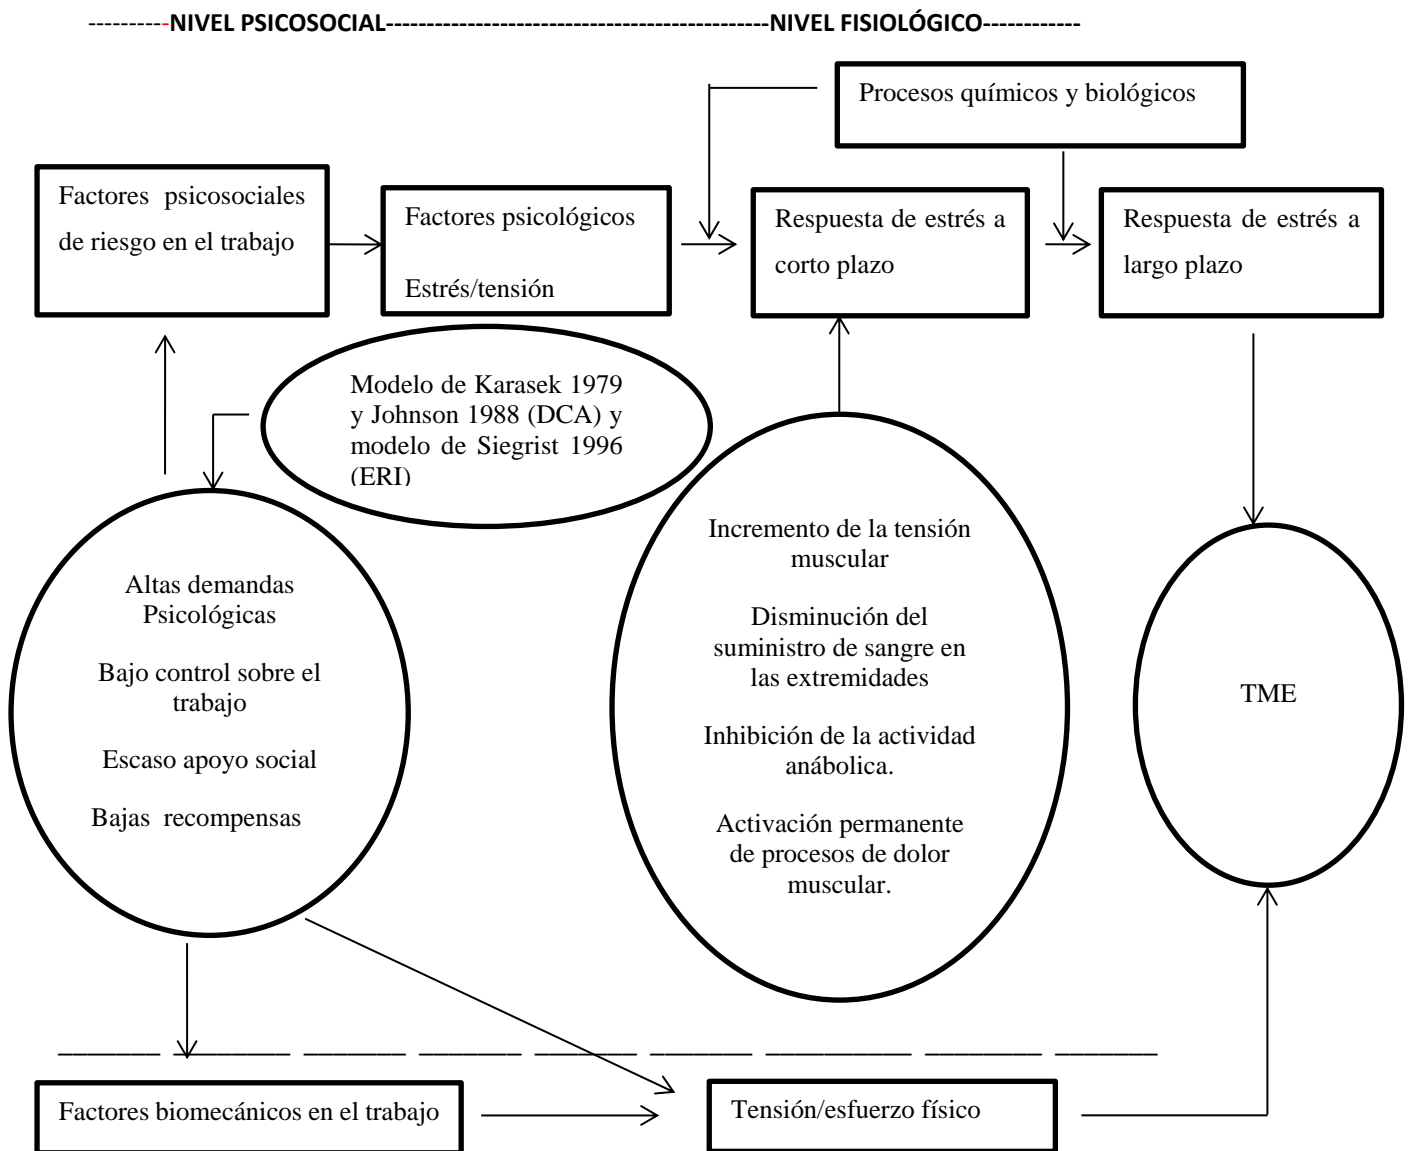 ----------NIVEL PSICOSOCIAL--------------------------------------------NIVEL FISIOLÓGICO------------
Procesos químicos y biológicos
Factores psicosociales
de riesgo en el trabajo
Factores psicológicos
Estrés/tensión
Respuesta de estrés a
corto plazo
Respuesta de estrés a
largo plazo
Modelo de Karasek 1979
y Johnson 1988 (DCA) y
modelo de Siegrist 1996
(ERI)
Altas demandas
Psicológicas
Bajo control sobre el
trabajo
Escaso apoyo social
Bajas recompensas
Incremento de la tensión
muscular
Disminución del
suministro de sangre en
las extremidades
Inhibición de la actividad
anábolica.
Activación permanente
de procesos de dolor
muscular.
TME
Factores biomecánicos en el trabajo
Tensión/esfuerzo físico